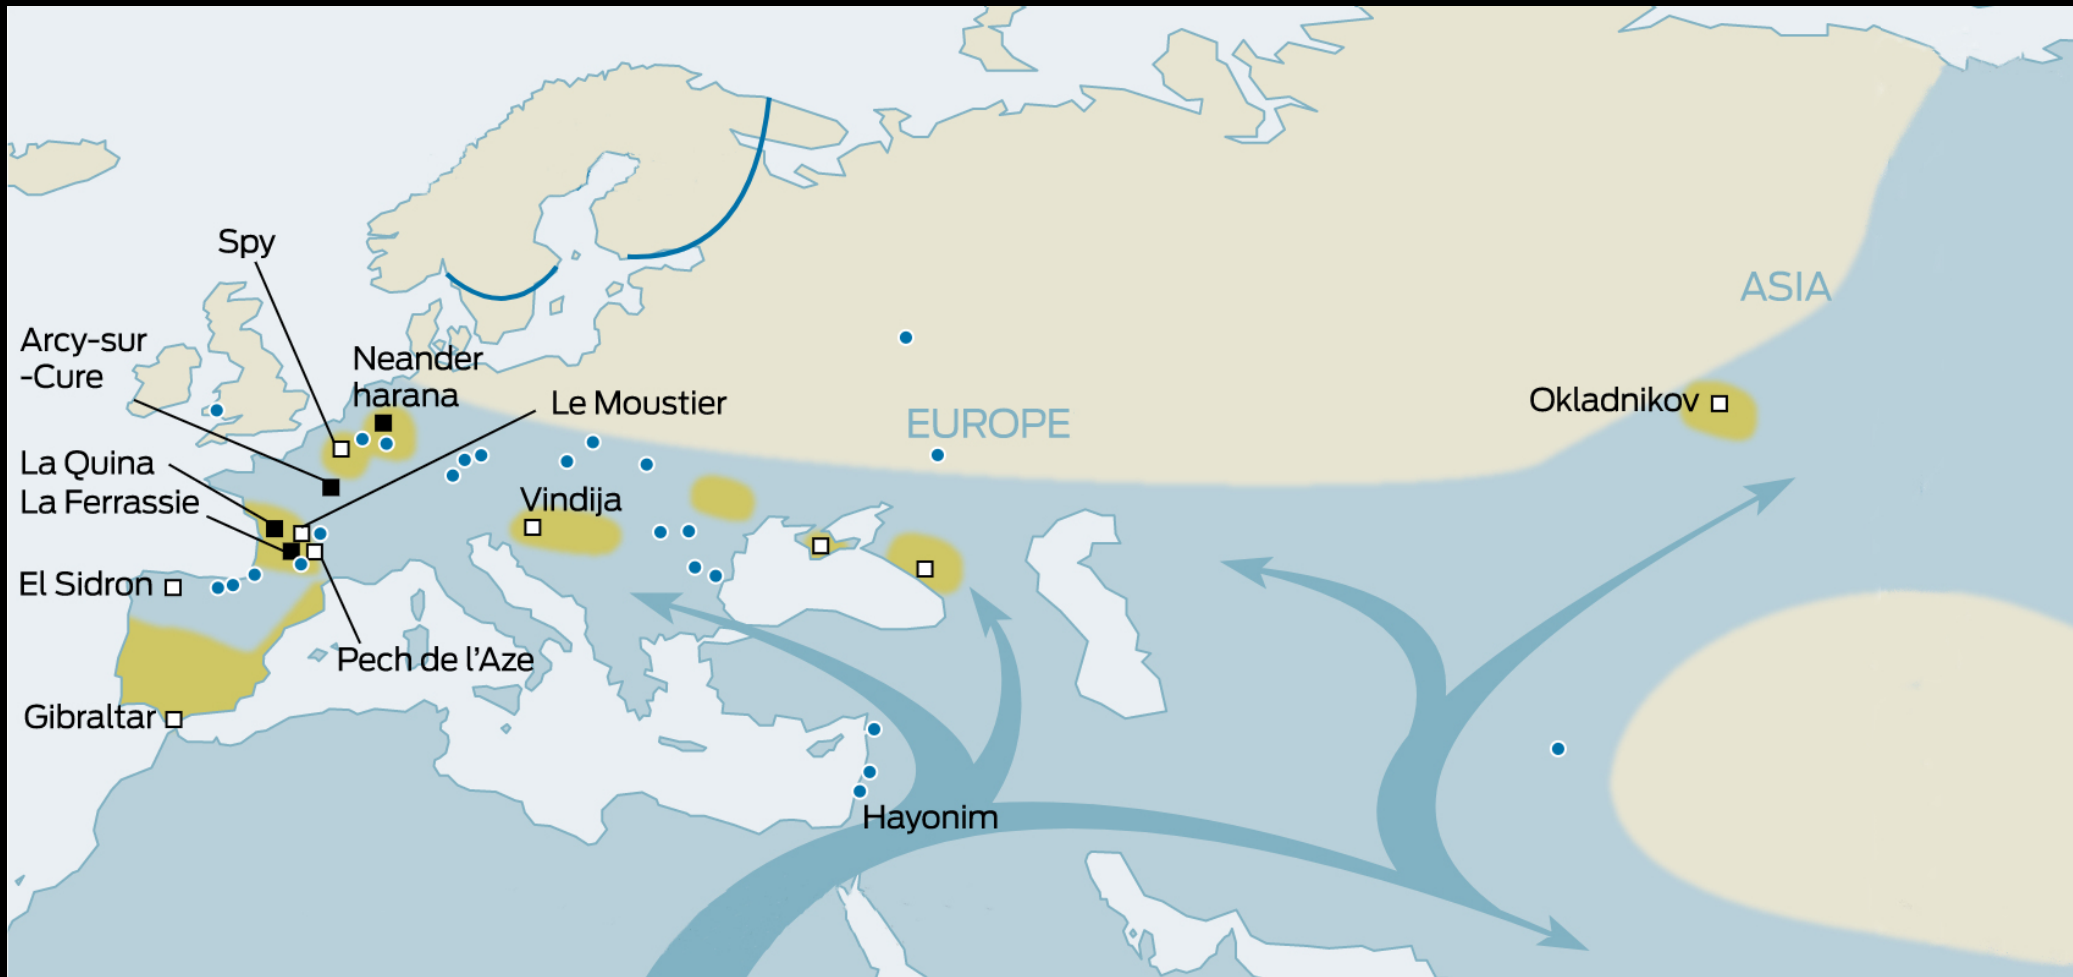 Spy
Arcy-sur
-Cure
Neander
harana
Le Moustier
ASIA
Okladnikov
EUROPE
La Quina
La Ferrassie
Vindija
El Sidron
Pech de l'Aze
Gibraltar
Hayonim